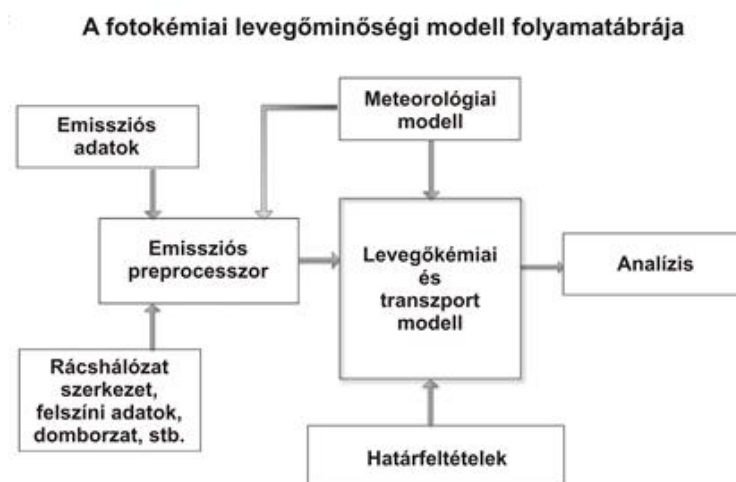 A fotokémiai levegőminőségi modell folyamatábrája
Meteorológiai
modell
Emissziós
adatok
Emissziós
preprocesszor
Levegőkémiai
és
transzport
modell
Analízis
Rácshálózat
szerkezet,
felszíni adatok,
domborzat, stb.
Határfeltételek